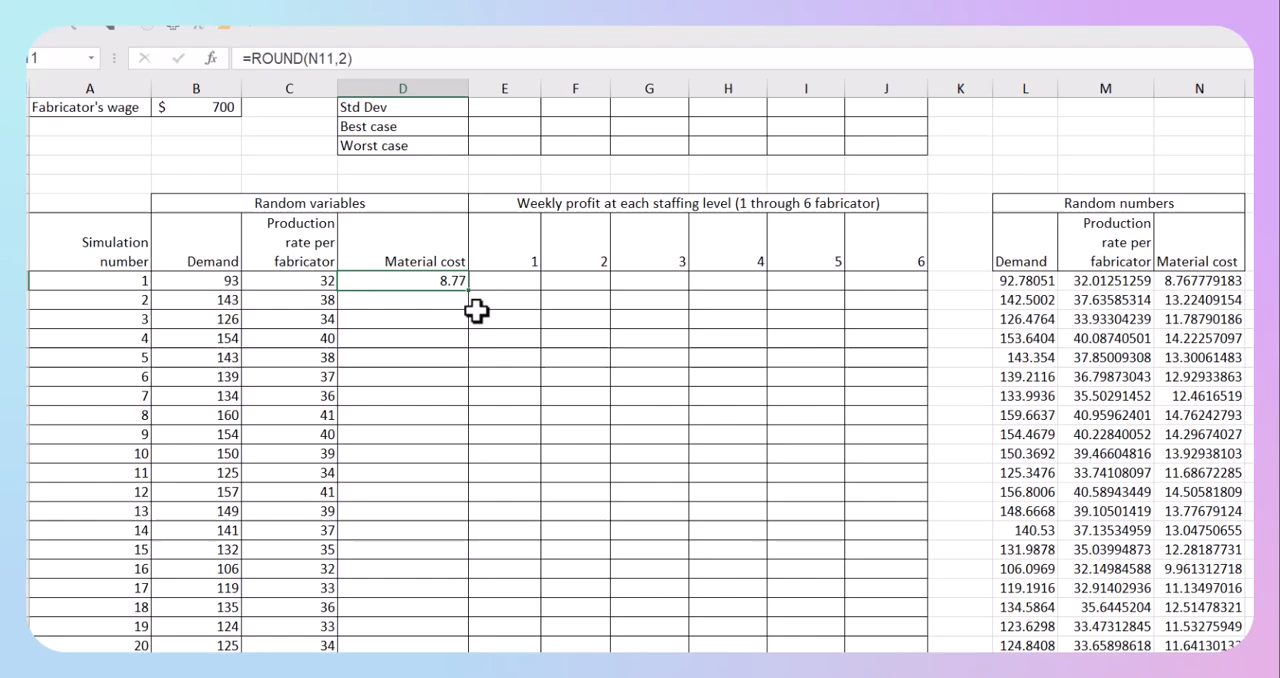 1 =ROUND(N11,2)
A B C D E F G H I J K L M N
Fabricator's wage $ 700 Std Dev
Best case
Worst case
Random variables Weekly profit at each staffing level (1 through 6 fabricator) Random numbers
Production Production
Simulation rate per rate per
number Demand fabricator Material cost 1 2 3 4 5 6 Demand fabricator Material cost
1 93 32 8.77 92.78051 32.01251259 8.767779183
2 143 38 142.5002 37.63585314 13.22409154
3 126 34 126.4764 33.93304239 11.78790186
4 154 40 153.6404 40.08740501 14.22257097
5 143 38 143.354 37.85009308 13.30061483
6 139 37 139.2116 36.79873043 12.92933863
7 134 36 133.9936 35.50291452 12.4616519
8 160 41 159.6637 40.95962401 14.76242793
9 154 40 154.4679 40.22840052 14.29674027
10 150 39 150.3692 39.46604816 13.92938103
11 125 34 125.3476 33.74108097 11.68672285
12 157 41 156.8006 40.58943449 14.50581809
13 149 39 148.6668 39.10501419 13.77679124
14 141 37 140.53 37.13534959 13.04750655
15 132 35 131.9878 35.03994873 12.28187731
16 106 32 106.0969 32.14984588 9.961312718
17 119 33 119.1916 32.91402936 11.13497016
18 135 36 134.5864 35.6445204 12.51478321
19 124 33 123.6298 33.47312845 11.53275949
20 125 34 124.8408 33.65898618